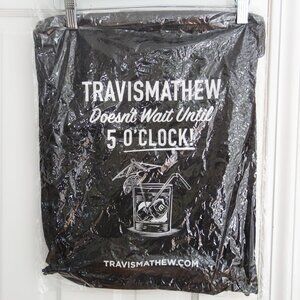 TRAVISMATHEW
Doesn't Wait Until
5 O'CLOCK!
TRAVISMATHEW.COM